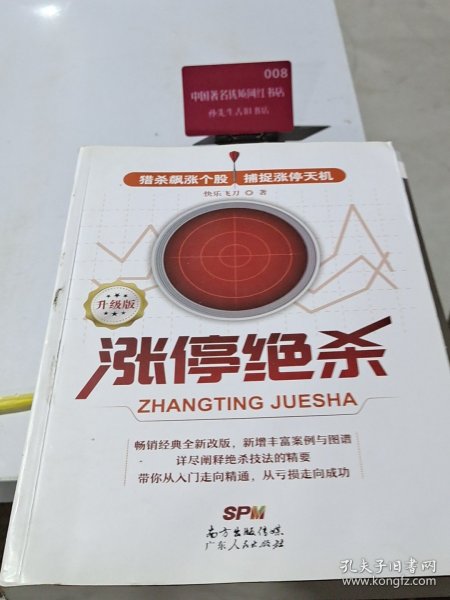 008
中国著名优质网红书店
孙先生古旧书店
猎杀飙涨个股 捕捉涨停天机
快乐飞刀 著
升级版
涨停绝杀
ZHANGTING JUESHA
畅销经典全新改版，新增丰富案例与图谱
详尽阐释绝杀技法的精要
带你从入门走向精通，从亏损走向成功
SPM
南方出版传媒
广东人民出版社
孔夫子旧书网
www.kongfz.com